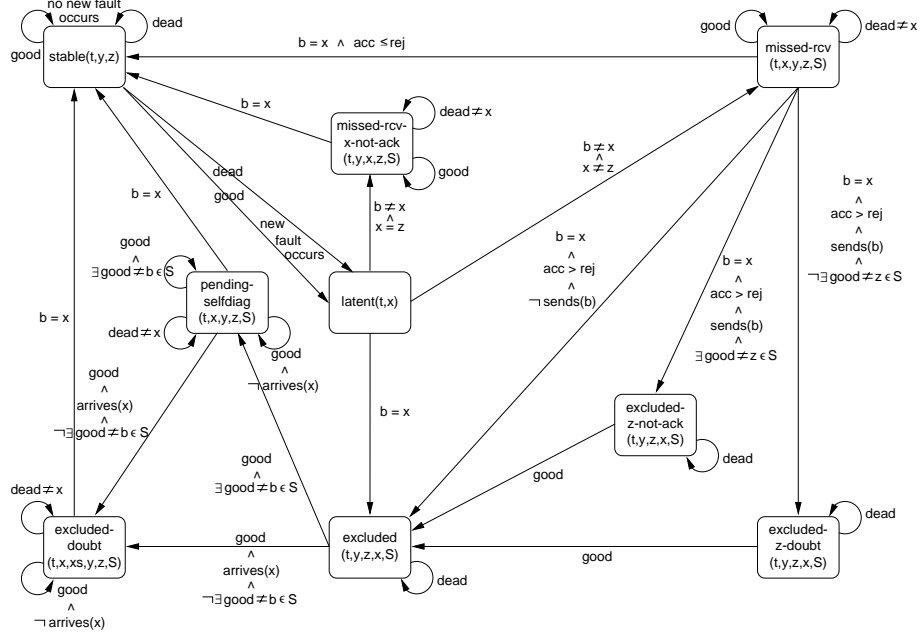 no new fault
occurs
dead
good
stable(t,y,z)
b = x ∧ acc ≤ rej
good
dead≠x
missed-rcv
(t,x,y,z,S)
b = x
missed-rcv-
x-not-ack
(t,y,x,z,S)
dead≠x
good
b = x
dead
good
new
fault
occurs
b ≠ x
∧
x = z
b ≠ x
∧
x ≠ z
b = x
∧
acc > rej
∧
¬ sends(b)
b = x
∧
acc > rej
∧
sends(b)
∧
∃ good ≠ z ϵ S
b = x
∧
acc > rej
∧
sends(b)
∧
¬∃ good ≠ z ϵ S
good
∧
∃ good ≠ b ϵ S
pending-
selfdiag
(t,x,y,z,S)
dead≠x
good
∧
¬ arrives(x)
latent(t,x)
b = x
good
∧
arrives(x)
∧
¬∃ good ≠ b ϵ S
b = x
excluded-
z-not-ack
(t,y,z,x,S)
dead
good
good
∧
∃ good ≠ b ϵ S
dead≠x
excluded-
doubt
(t,x,xs,y,z,S)
good
∧
¬ arrives(x)
good
∧
arrives(x)
∧
¬∃ good ≠ b ϵ S
excluded
(t,y,z,x,S)
dead
good
excluded-
z-doubt
(t,y,z,x,S)
dead